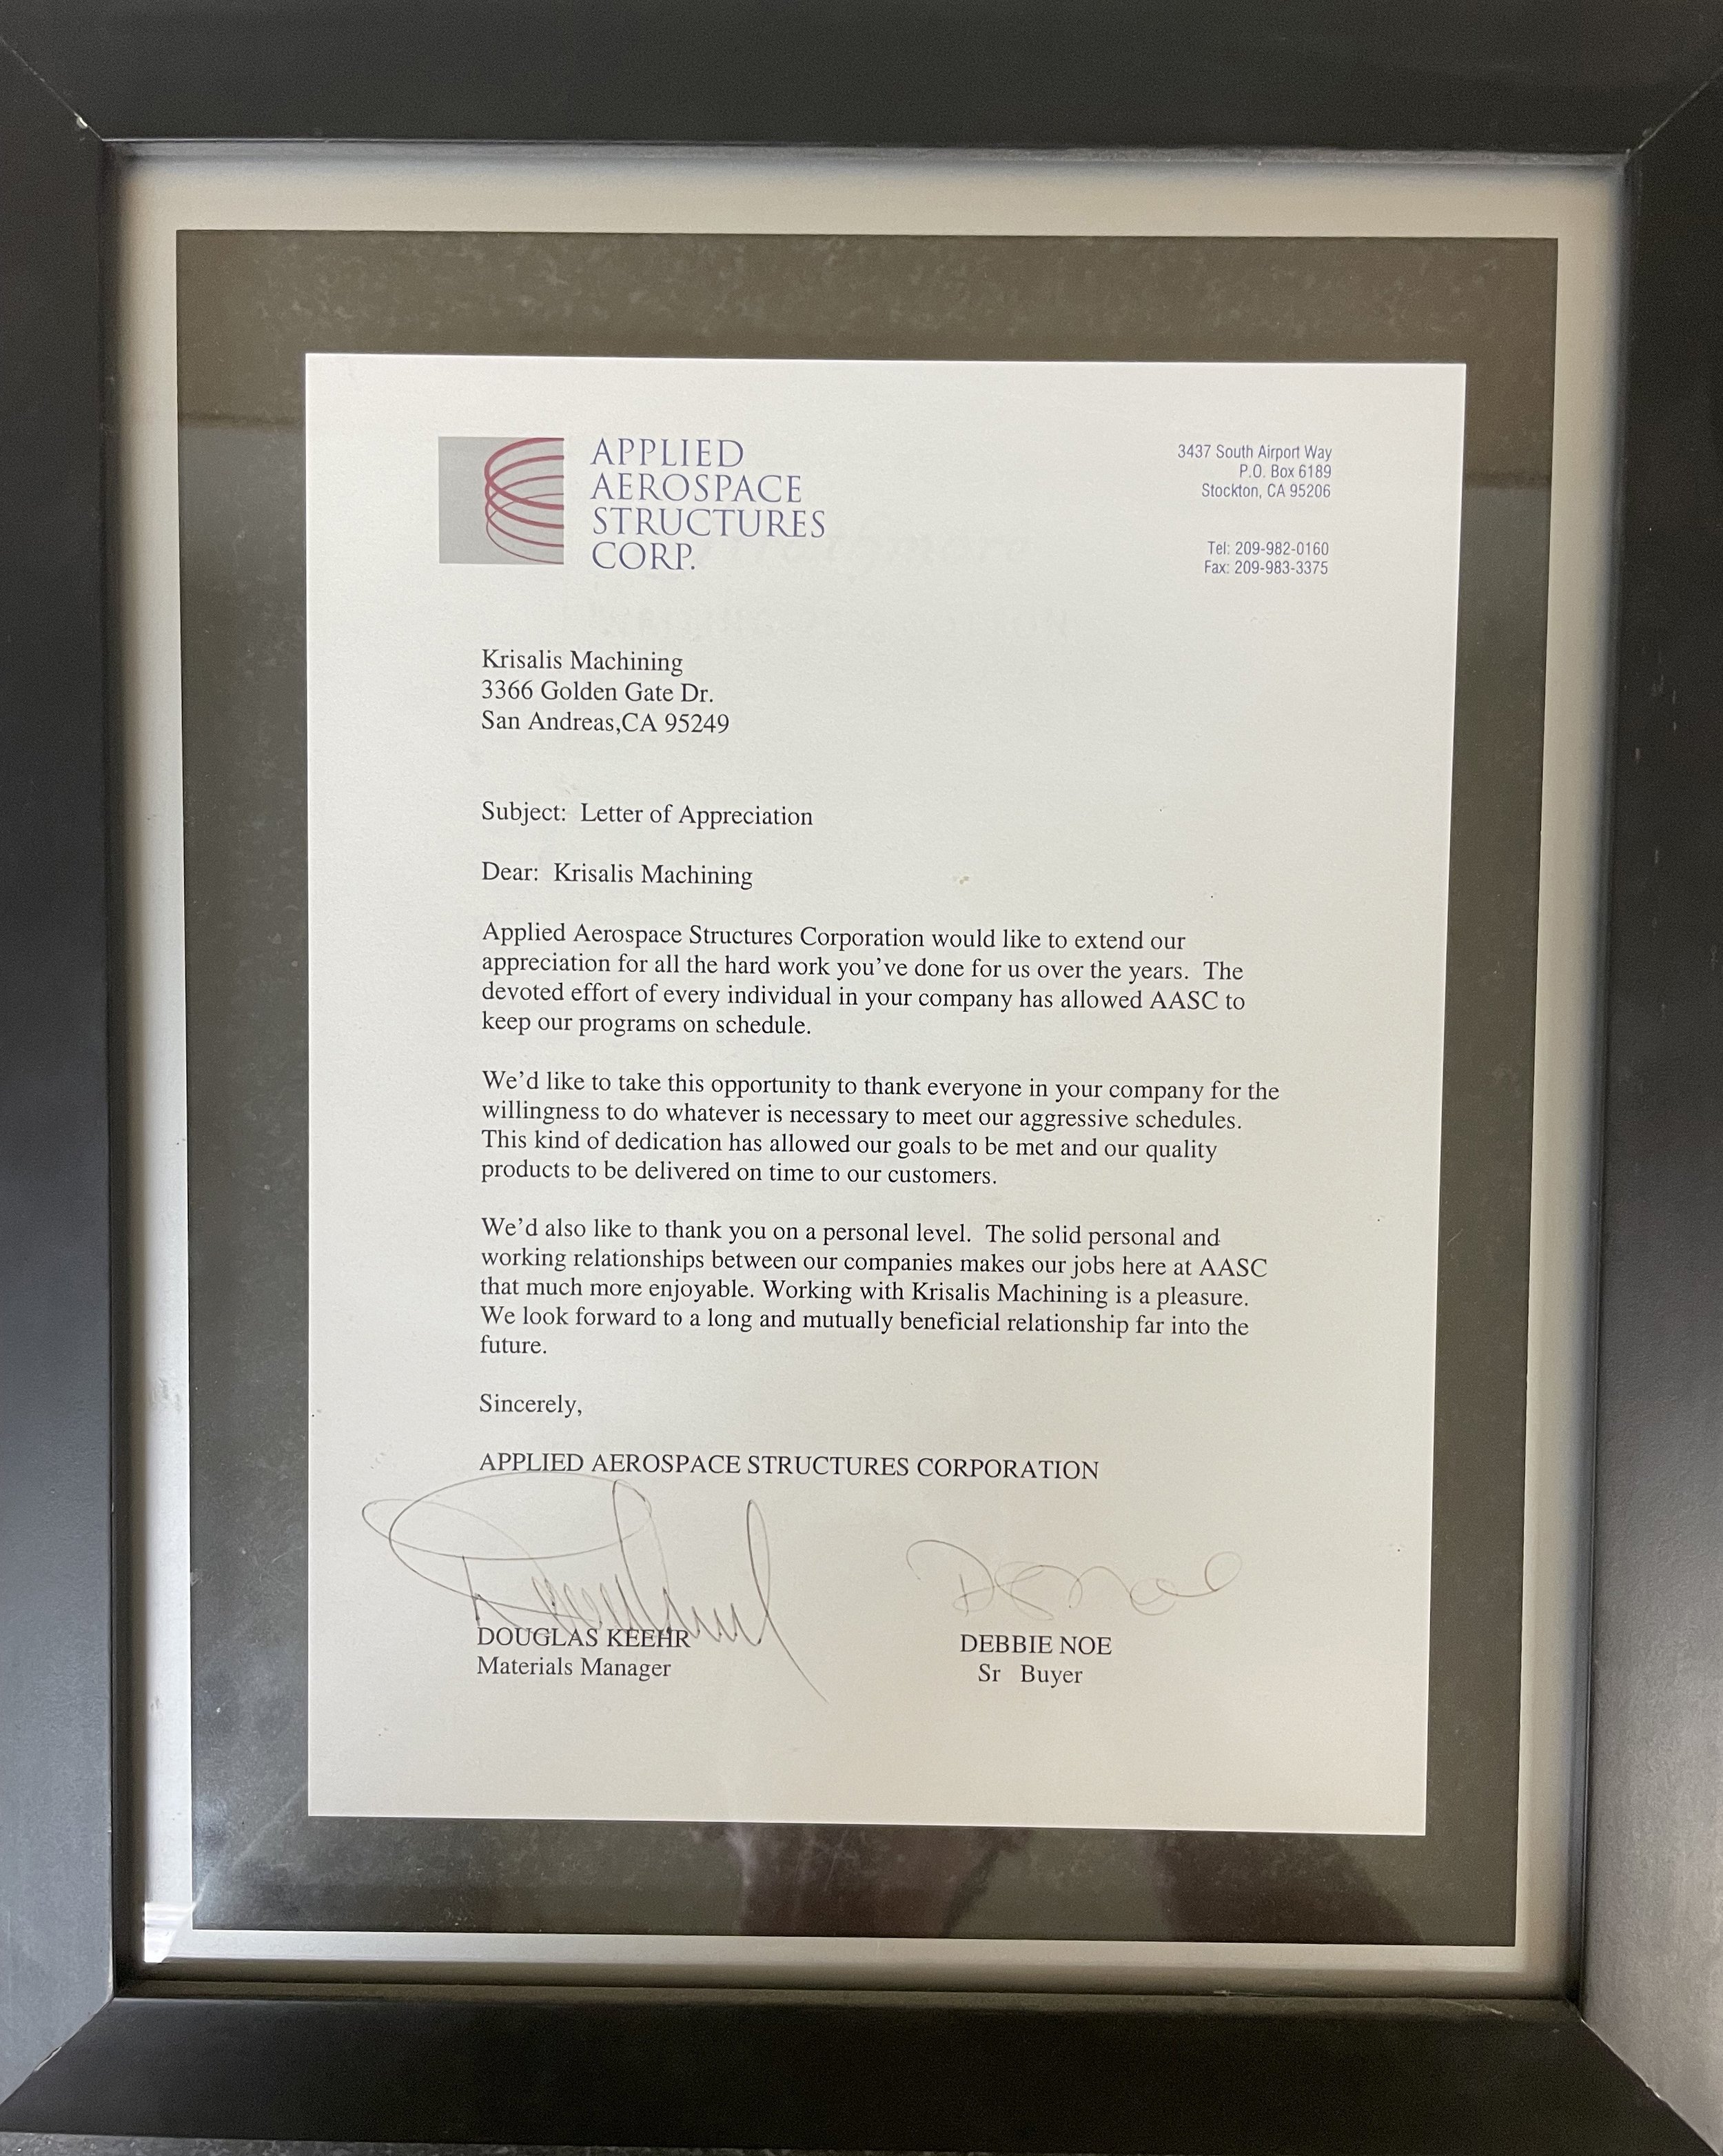 APPLIED
AEROSPACE
STRUCTURES
CORP.
3437 South Airport Way
P.O. Box 6189
Stockton, CA 95206
Tel: 209-982-0160
Fax: 209-983-3375
Krisalis Machining
3366 Golden Gate Dr.
San Andreas,CA 95249
Subject:  Letter of Appreciation
Dear:  Krisalis Machining
Applied Aerospace Structures Corporation would like to extend our
appreciation for all the hard work you've done for us over the years.  The
devoted effort of every individual in your company has allowed AASC to
keep our programs on schedule.
We'd like to take this opportunity to thank everyone in your company for the
willingness to do whatever is necessary to meet our aggressive schedules.
This kind of dedication has allowed our goals to be met and our quality
products to be delivered on time to our customers.
We'd also like to thank you on a personal level.  The solid personal and
working relationships between our companies makes our jobs here at AASC
that much more enjoyable. Working with Krisalis Machining is a pleasure.
We look forward to a long and mutually beneficial relationship far into the
future.
Sincerely,
APPLIED AEROSPACE STRUCTURES CORPORATION
DOUGLAS KEEHR
Materials Manager
DEBBIE NOE
Sr   Buyer